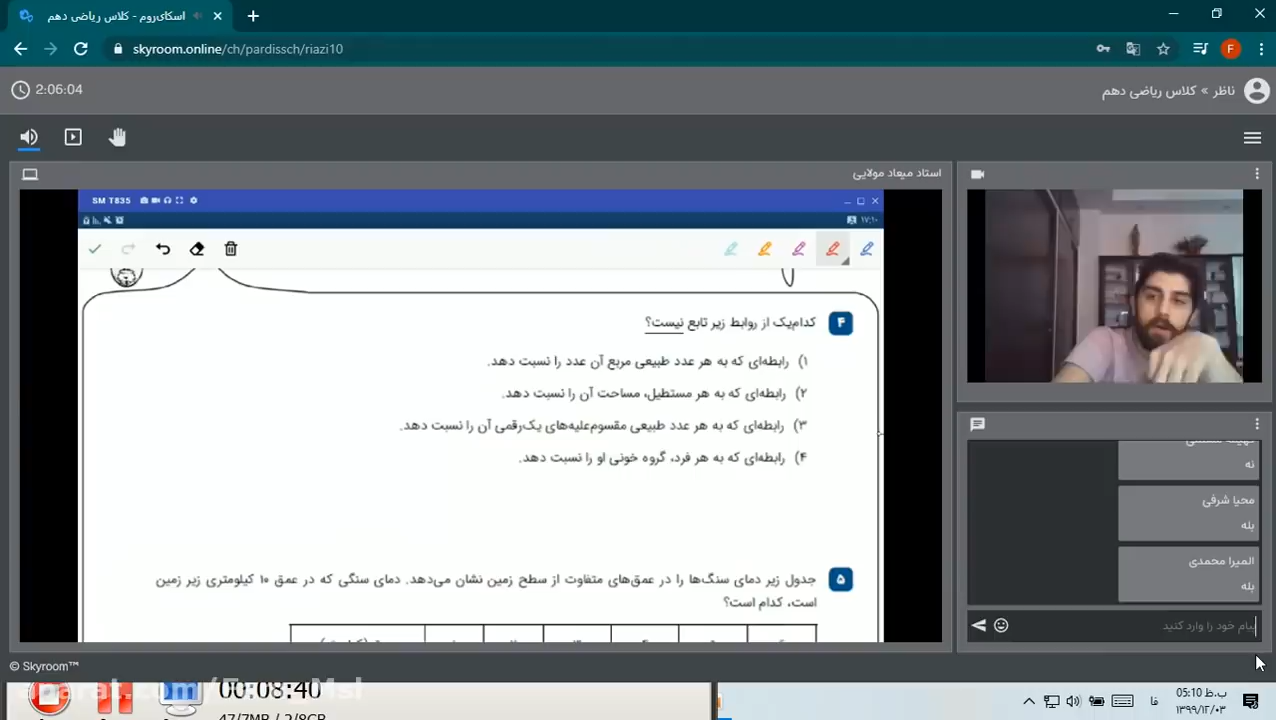 اسکای‌روم - کلاس ریاضی دهم
skyroom.online/ch/pardissch/riazi10
F
2:06:04
ناظر » کلاس ریاضی دهم
استاد میعاد مولایی
SM T835
۱۷:۱۰
۴ کدام‌یک از روابط زیر تابع نیست؟
۱) رابطه‌ای که به هر عدد طبیعی مربع آن عدد را نسبت دهد.
۲) رابطه‌ای که به هر مستطیل، مساحت آن را نسبت دهد.
۳) رابطه‌ای که به هر عدد طبیعی مقسوم‌علیه‌های یک‌رقمی آن را نسبت دهد.
۴) رابطه‌ای که به هر فرد، گروه خونی او را نسبت دهد.
۵ جدول زیر دمای سنگ‌ها را در عمق‌های متفاوت از سطح زمین نشان می‌دهد. دمای سنگی که در عمق ۱۰ کیلومتری زیر زمین
است، کدام است؟
نه
محیا شرفی
بله
المیرا محمدی
بله
پیام خود را وارد کنید
© Skyroom™
00:08:40
فا
05:10 ب.ظ
۱۳۹۹/۱۲/۰۳